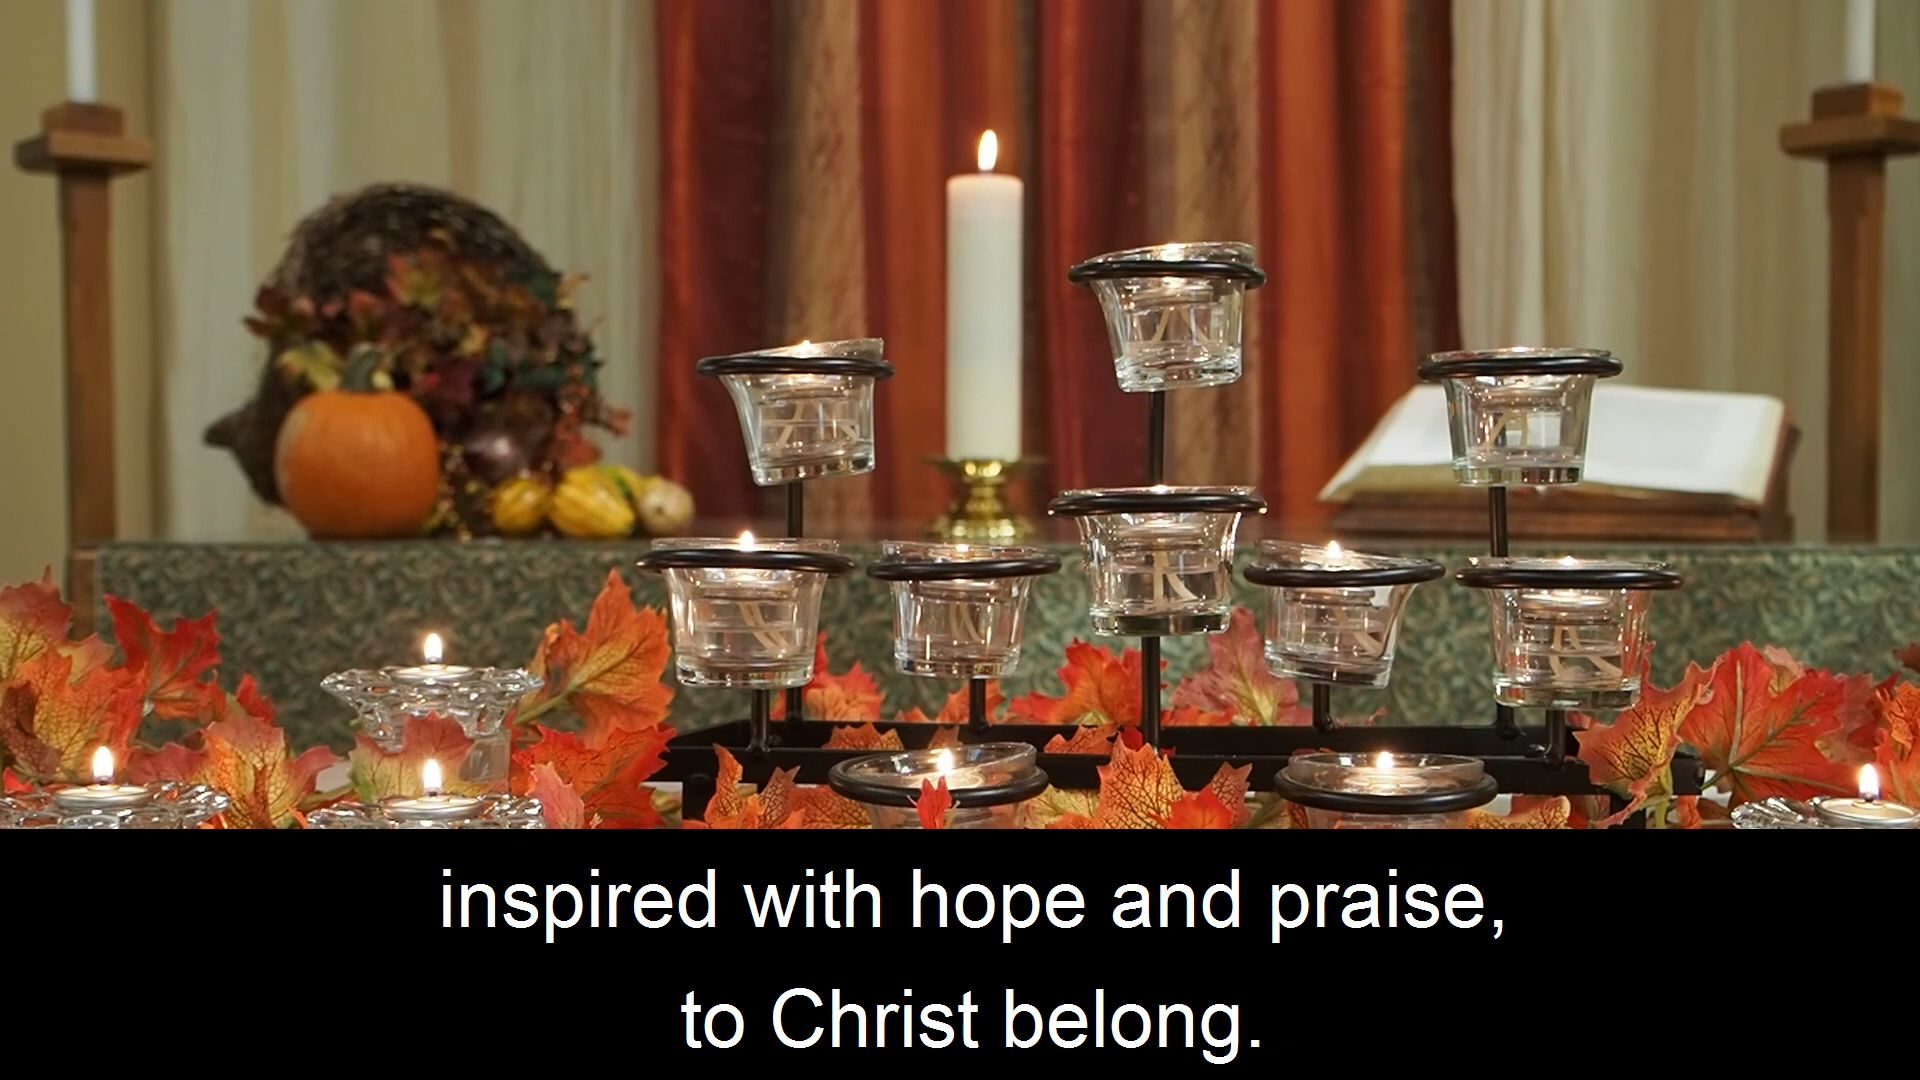 inspired with hope and praise,
to Christ belong.